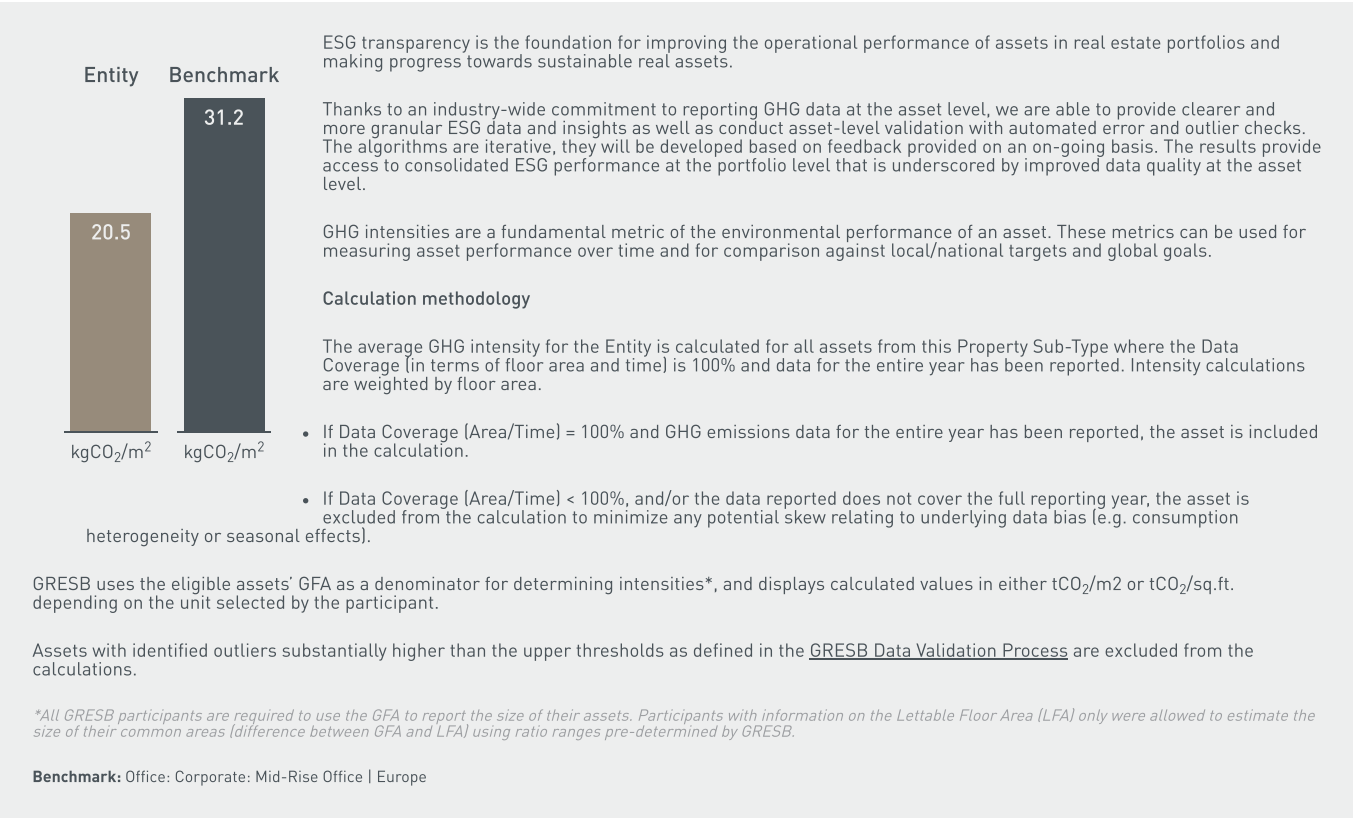 Entity
Benchmark
31.2
20.5
kgCO₂/m²
kgCO₂/m²
ESG transparency is the foundation for improving the operational performance of assets in real estate portfolios and
making progress towards sustainable real assets.
Thanks to an industry-wide commitment to reporting GHG data at the asset level, we are able to provide clearer and
more granular ESG data and insights as well as conduct asset-level validation with automated error and outlier checks.
The algorithms are iterative, they will be developed based on feedback provided on an on-going basis. The results provide
access to consolidated ESG performance at the portfolio level that is underscored by improved data quality at the asset
level.
GHG intensities are a fundamental metric of the environmental performance of an asset. These metrics can be used for
measuring asset performance over time and for comparison against local/national targets and global goals.
Calculation methodology
The average GHG intensity for the Entity is calculated for all assets from this Property Sub-Type where the Data
Coverage (in terms of floor area and time) is 100% and data for the entire year has been reported. Intensity calculations
are weighted by floor area.
• If Data Coverage (Area/Time) = 100% and GHG emissions data for the entire year has been reported, the asset is included
in the calculation.
• If Data Coverage (Area/Time) < 100%, and/or the data reported does not cover the full reporting year, the asset is
excluded from the calculation to minimize any potential skew relating to underlying data bias (e.g. consumption
heterogeneity or seasonal effects).
GRESB uses the eligible assets' GFA as a denominator for determining intensities*, and displays calculated values in either tCO₂/m2 or tCO₂/sq.ft.
depending on the unit selected by the participant.
Assets with identified outliers substantially higher than the upper thresholds as defined in the GRESB Data Validation Process are excluded from the
calculations.
*All GRESB participants are required to use the GFA to report the size of their assets. Participants with information on the Lettable Floor Area (LFA) only were allowed to estimate the
size of their common areas (difference between GFA and LFA) using ratio ranges pre-determined by GRESB.
Benchmark: Office: Corporate: Mid-Rise Office | Europe